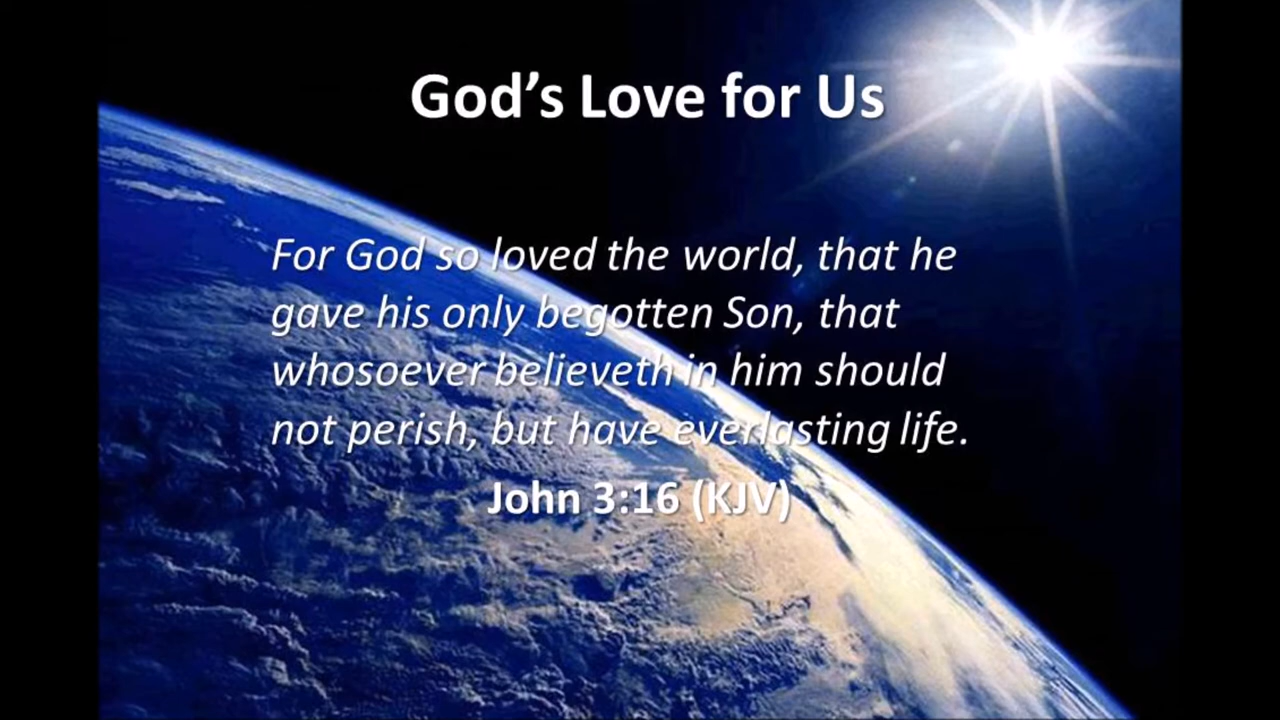 God’s Love for Us
For God so loved the world, that he
gave his only begotten Son, that
whosoever believeth in him should
not perish, but have everlasting life.
John 3:16 (KJV)